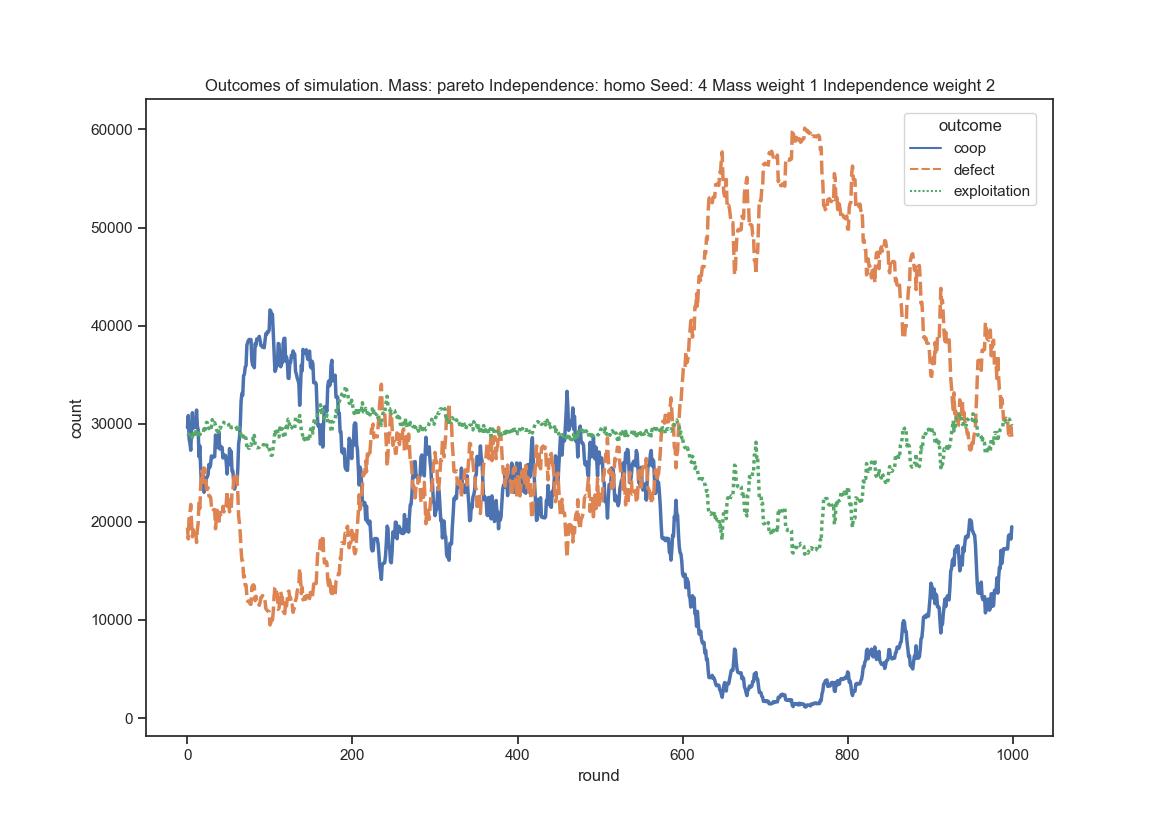 Outcomes of simulation. Mass: pareto Independence: homo Seed: 4 Mass weight 1 Independence weight 2
outcome
coop
defect
exploitation
60000
50000
40000
30000
20000
10000
0
count
0 200 400 600 800 1000
round